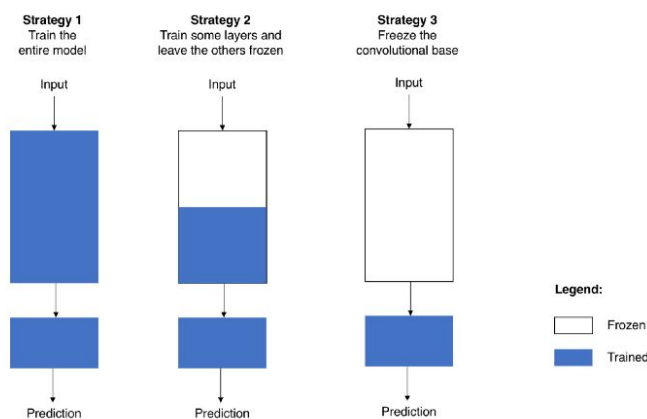 Strategy 1
Train the
entire model
Input
Prediction
Strategy 2
Train some layers and
leave the others frozen
Input
Prediction
Strategy 3
Freeze the
convolutional base
Input
Prediction
Legend:
Frozen
Trained